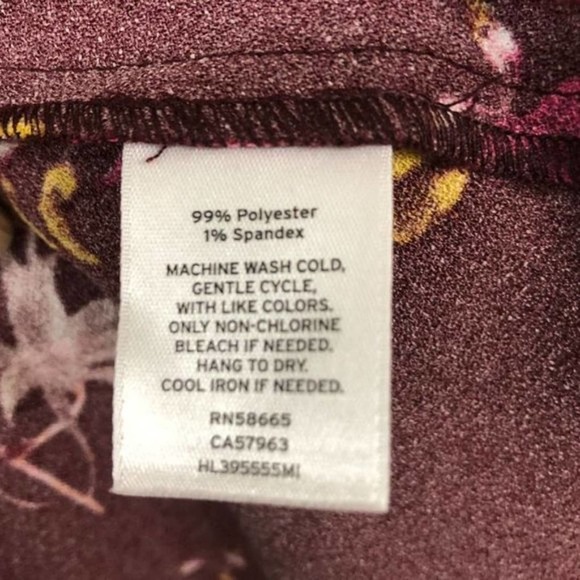 99% Polyester
1% Spandex
MACHINE WASH COLD,
GENTLE CYCLE,
WITH LIKE COLORS.
ONLY NON-CHLORINE
BLEACH IF NEEDED.
HANG TO DRY.
COOL IRON IF NEEDED.
RN58665
CA57963
HL395555MI